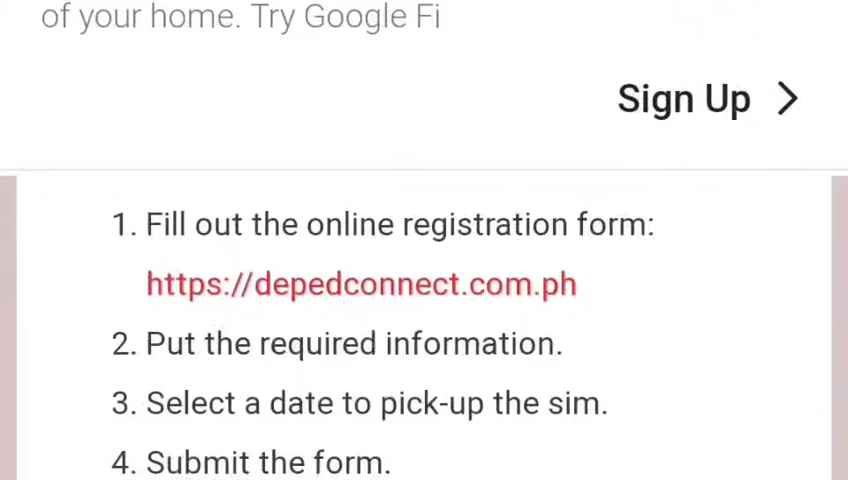 of your home. Try Google Fi
Sign Up
1. Fill out the online registration form:
https://depedconnect.com.ph
2. Put the required information.
3. Select a date to pick-up the sim.
4. Submit the form.